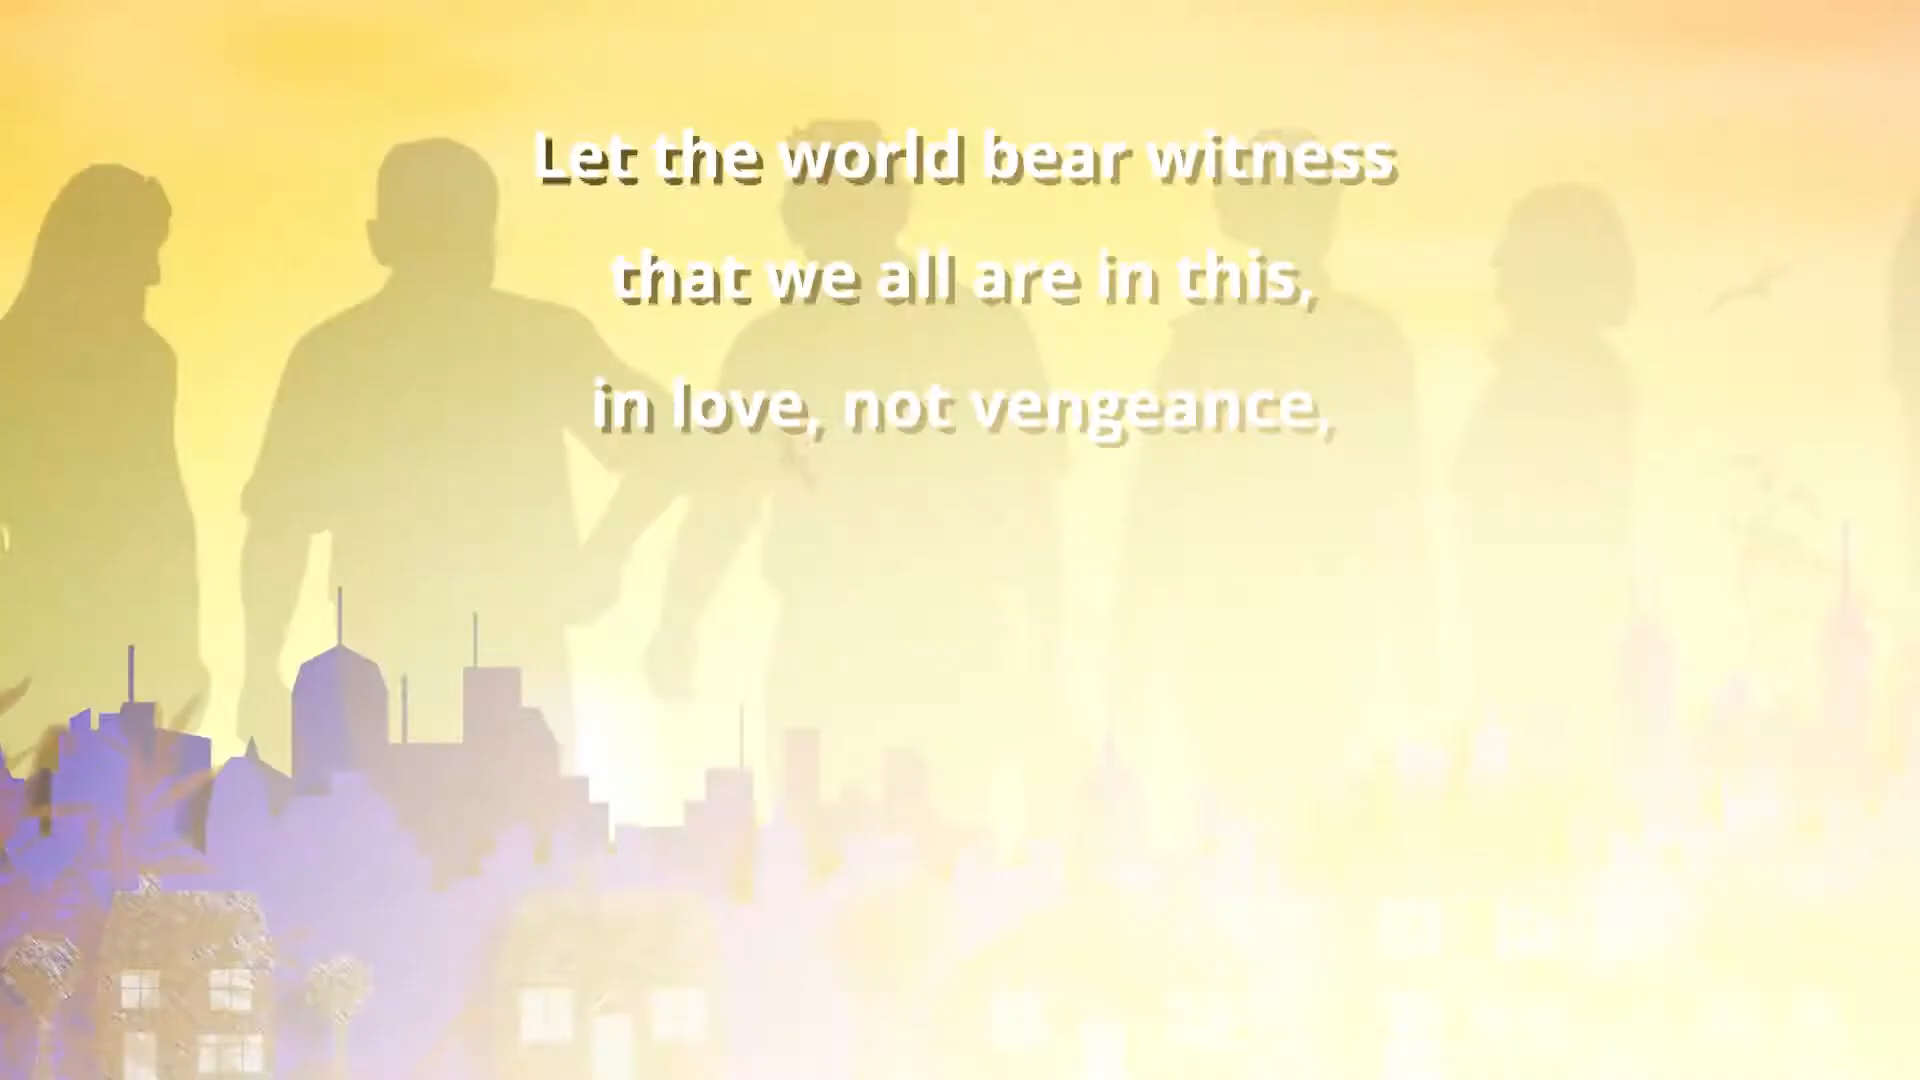 Let the world bear witness
that we all are in this,
in love, not vengeance,